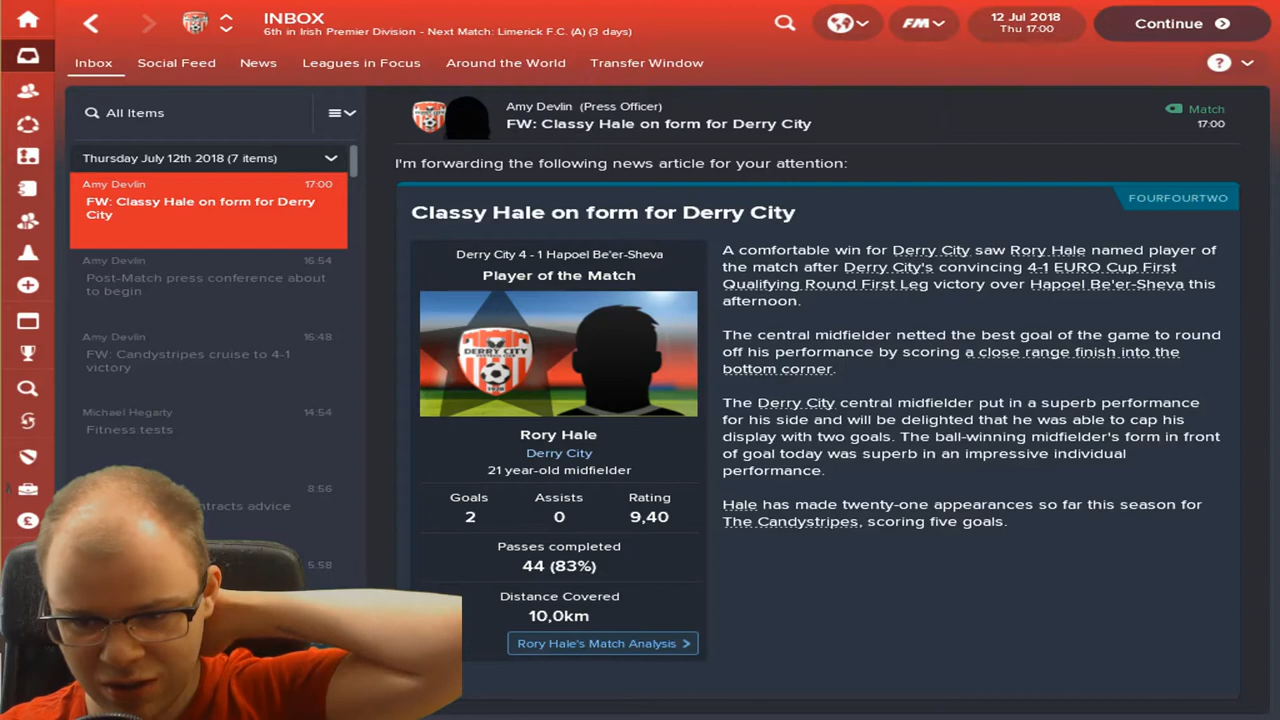 INBOX
6th in Irish Premier Division - Next Match: Limerick F.C. (A) (3 days)
FM
12 Jul 2018
Thu 17:00
Continue
Inbox
Social Feed
News
Leagues in Focus
Around the World
Transfer Window
?
All Items
Thursday July 12th 2018 (7 items)
Amy Devlin 17:00
FW: Classy Hale on form for Derry
City
Amy Devlin 16:54
Post-Match press conference about
to begin
Amy Devlin 16:48
FW: Candystripes cruise to 4-1
victory
Michael Hegarty 14:54
Fitness tests
8:56
ntracts advice
5:58
Amy Devlin (Press Officer)
FW: Classy Hale on form for Derry City
Match
17:00
I'm forwarding the following news article for your attention:
FOURFOURTWO
Classy Hale on form for Derry City
Derry City 4 - 1 Hapoel Be'er-Sheva
Player of the Match
DERRY CITY
Rory Hale
Derry City
21 year-old midfielder
Goals Assists Rating
2 0 9,40
Passes completed
44 (83%)
Distance Covered
10,0km
Rory Hale's Match Analysis >
A comfortable win for Derry City saw Rory Hale named player of
the match after Derry City's convincing 4-1 EURO Cup First
Qualifying Round First Leg victory over Hapoel Be'er-Sheva this
afternoon.
The central midfielder netted the best goal of the game to round
off his performance by scoring a close range finish into the
bottom corner.
The Derry City central midfielder put in a superb performance
for his side and will be delighted that he was able to cap his
display with two goals. The ball-winning midfielder's form in front
of goal today was superb in an impressive individual
performance.
Hale has made twenty-one appearances so far this season for
The Candystripes, scoring five goals.